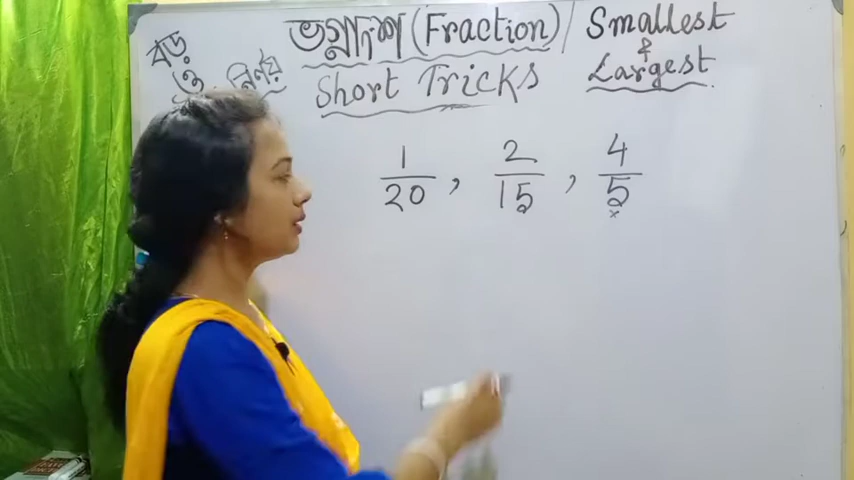 বড় ও নির্ণয়
ভগ্নাংশ (Fraction) / Smallest & Largest
Short Tricks
1/20, 2/15, 4/5